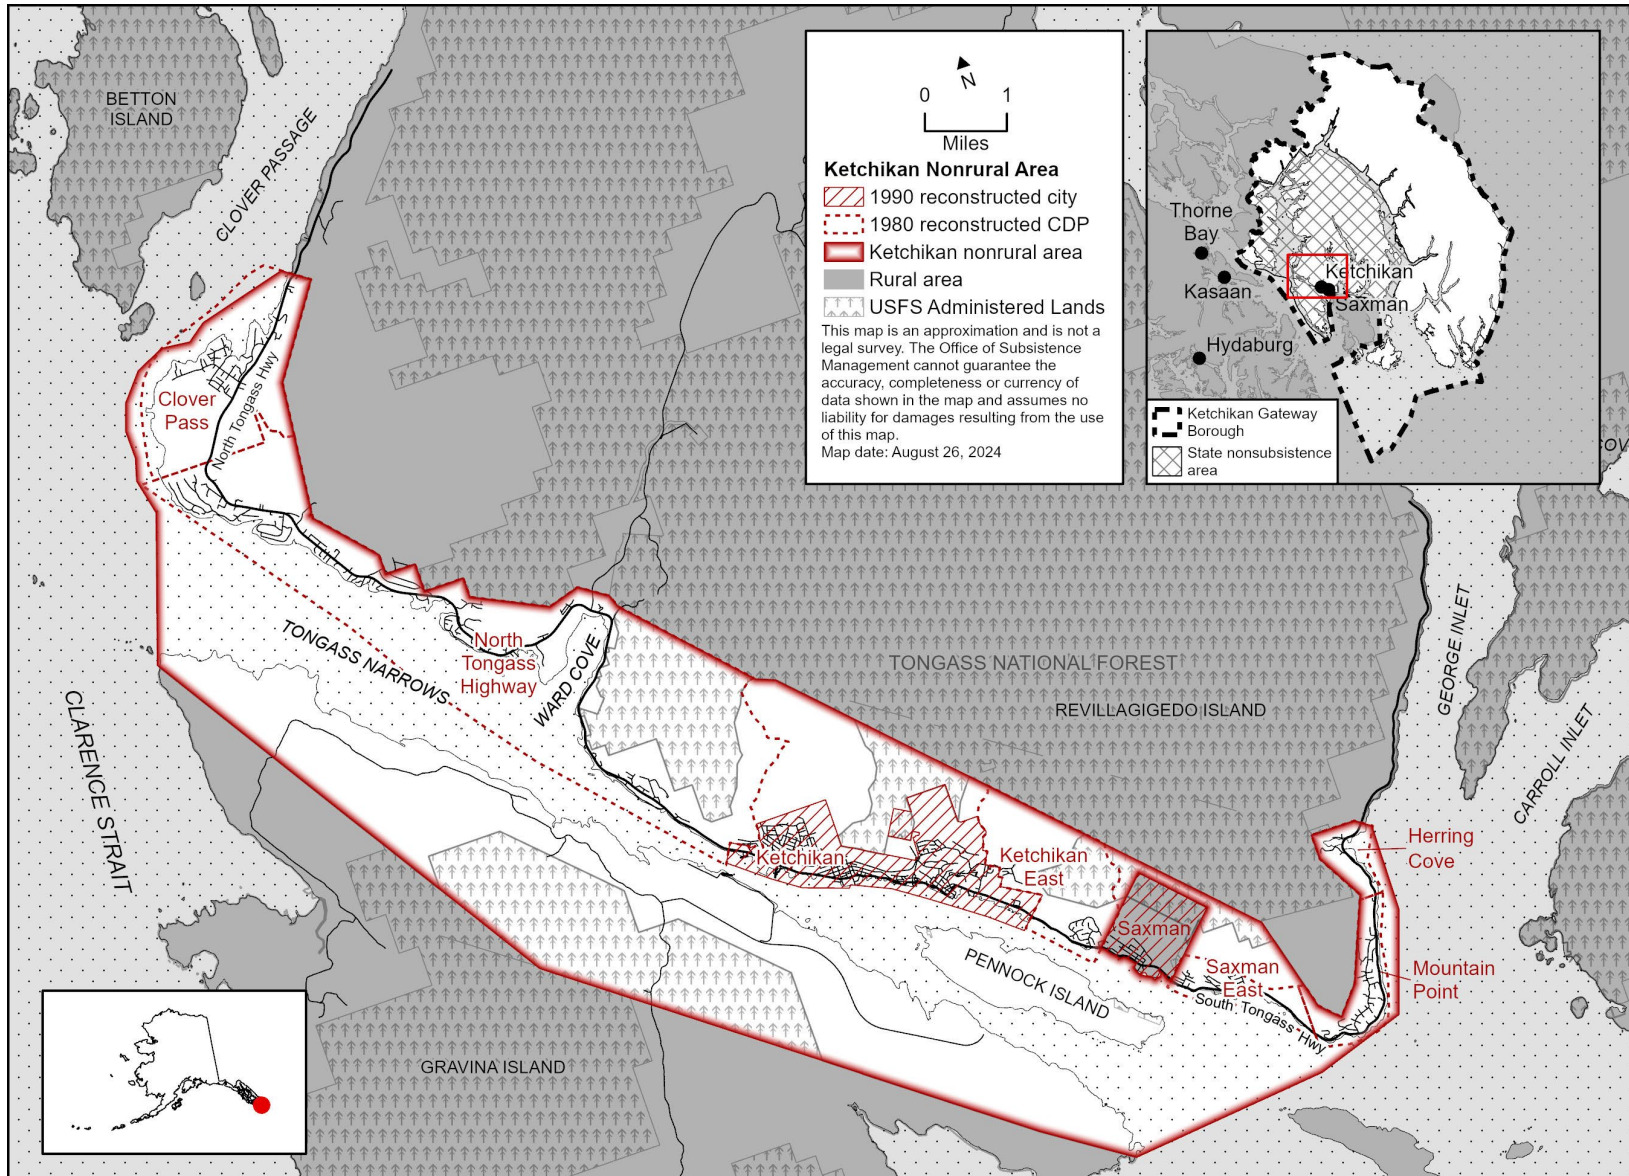 BETTON
ISLAND
CLOVER PASSAGE
0 1
N
Miles
Ketchikan Nonrural Area
1990 reconstructed city
1980 reconstructed CDP
Ketchikan nonrural area
Rural area
USFS Administered Lands
This map is an approximation and is not a
legal survey. The Office of Subsistence
Management cannot guarantee the
accuracy, completeness or currency of
data shown in the map and assumes no
liability for damages resulting from the use
of this map.
Map date: August 26, 2024
Thorne
Bay
Kasaan
Ketchikan
Saxman
Hydaburg
Ketchikan Gateway
Borough
State nonsubsistence
area
Clover
Pass
North Tongass Hwy
TONGASS NARROWS
North
Tongass
Highway
WARD COVE
CLARENCE STRAIT
TONGASS NATIONAL FOREST
REVILLAGIGEDO ISLAND
GEORGE INLET
CARROLL INLET
Ketchikan
Ketchikan
East
Saxman
Saxman
East
South Tongass Hwy
Herring
Cove
Mountain
Point
PENNOCK ISLAND
GRAVINA ISLAND